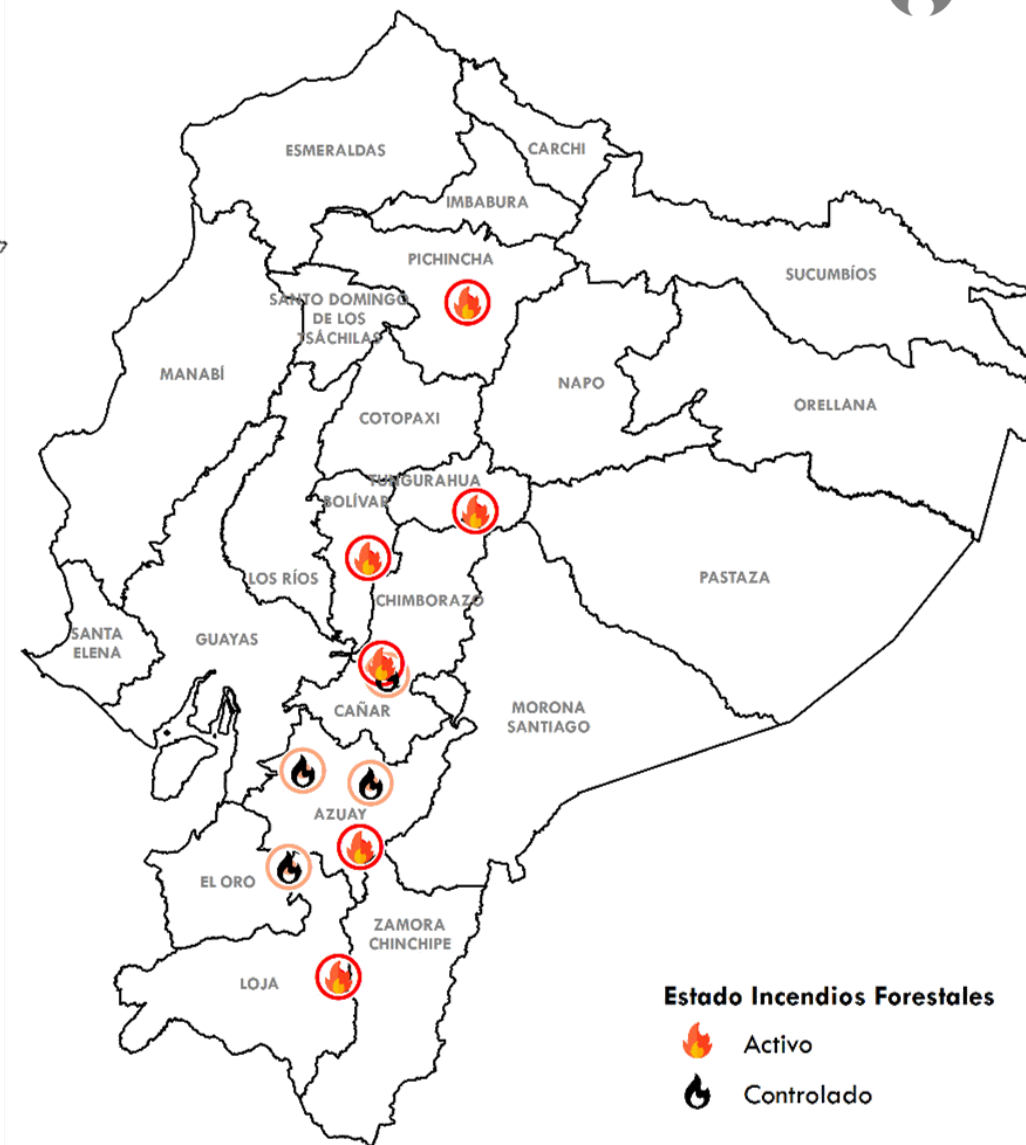 ESMERALDAS
CARCHI
IMBABURA
PICHINCHA
SUCUMBÍOS
SANTO DOMINGO
DE LOS
TSÁCHILAS
MANABÍ
NAPO
ORELLANA
COTOPAXI
TUNGURAHUA
BOLÍVAR
LOS RÍOS
PASTAZA
CHIMBORAZO
SANTA
ELENA
GUAYAS
CAÑAR
MORONA
SANTIAGO
AZUAY
EL ORO
ZAMORA
CHINCHIPE
LOJA
Estado Incendios Forestales
Activo
Controlado